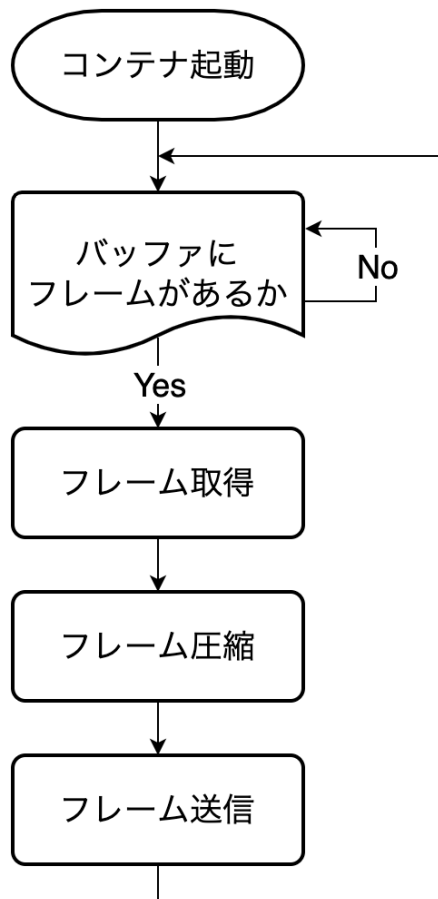 コンテナ起動
バッファに
フレームがあるか
No
Yes
フレーム取得
フレーム圧縮
フレーム送信